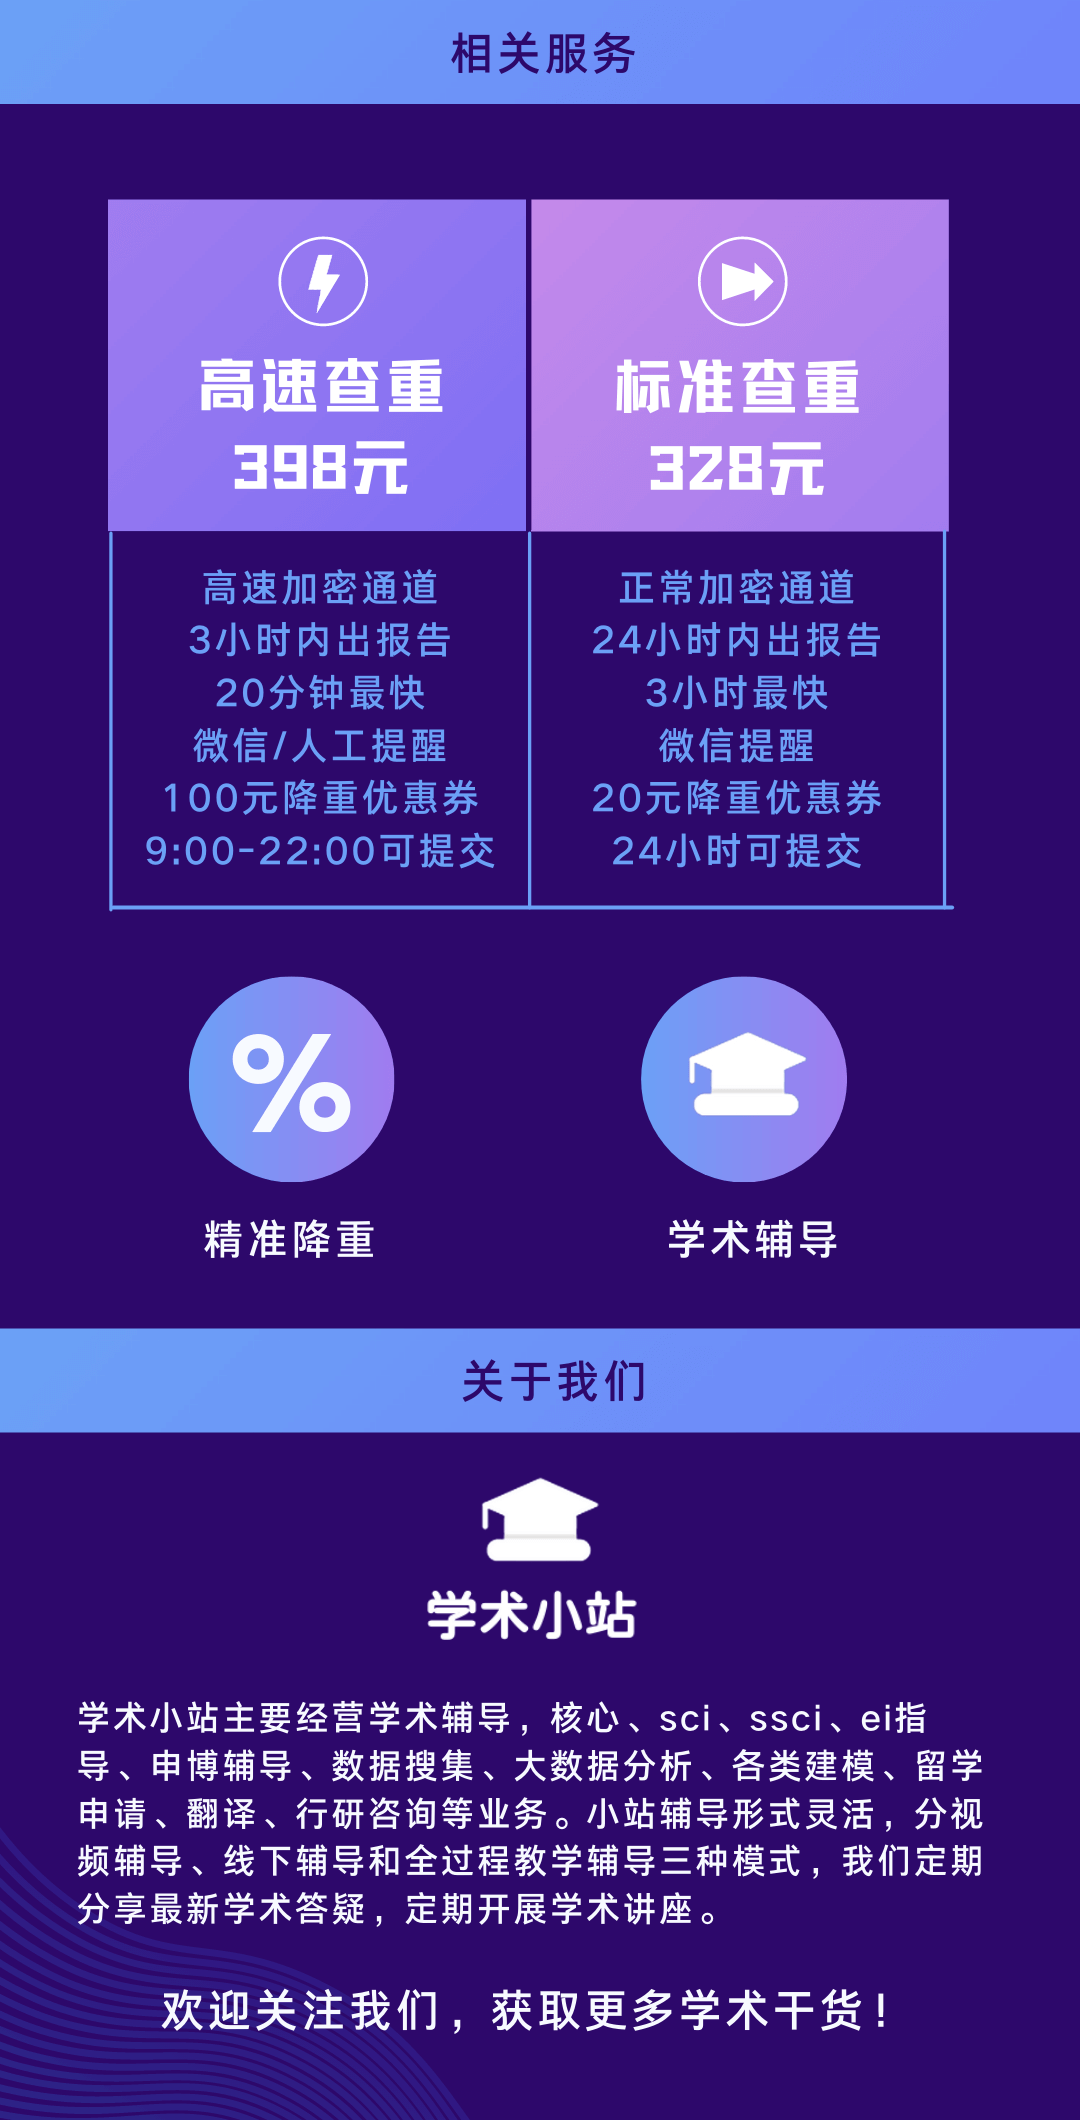 相关服务
高速查重
398元
标准查重
328元
高速加密通道
3小时内出报告
20分钟最快
微信/人工提醒
100元降重优惠券
9:00-22:00可提交
正常加密通道
24小时内出报告
3小时最快
微信提醒
20元降重优惠券
24小时可提交
%
精准降重
学术辅导
关于我们
学术小站
学术小站主要经营学术辅导，核心、sci、ssci、ei指
导、申博辅导、数据搜集、大数据分析、各类建模、留学
申请、翻译、行研咨询等业务。小站辅导形式灵活，分视
频辅导、线下辅导和全过程教学辅导三种模式，我们定期
分享最新学术答疑，定期开展学术讲座。
欢迎关注我们，获取更多学术干货!